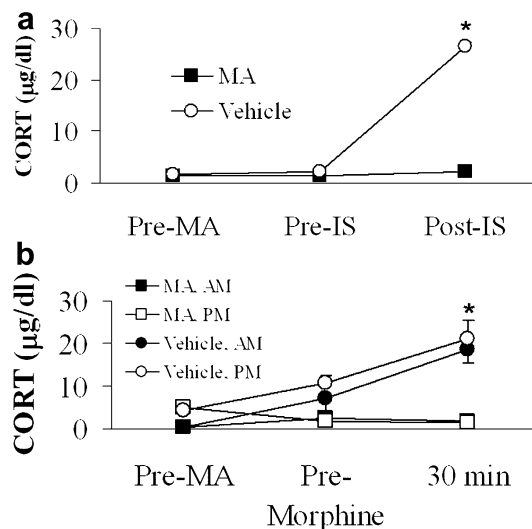 a
30
*
20
10
0
CORT (µg/dl)
MA
Vehicle
Pre-MA Pre-IS Post-IS
b
30
*
20
10
0
CORT (µg/dl)
MA, AM
MA, PM
Vehicle, AM
Vehicle, PM
Pre-MA Pre- 30 min
Morphine